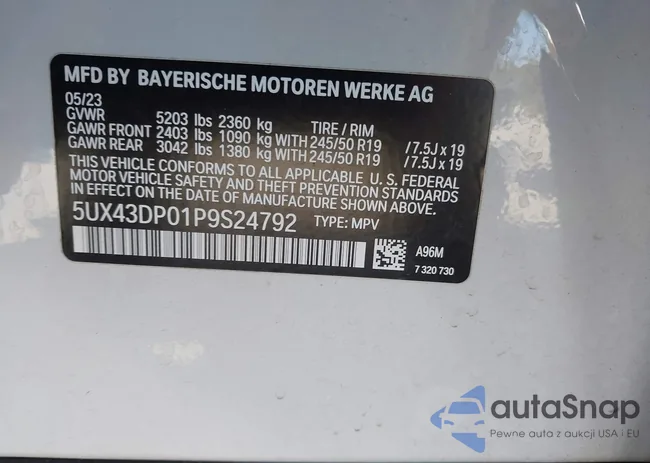 MFD BY BAYERISCHE MOTOREN WERKE AG
05/23
GVWR 5203 lbs 2360 kg TIRE / RIM
GAWR FRONT 2403 lbs 1090 kg WITH 245/50 R19 /7.5J x 19
GAWR REAR 3042 lbs 1380 kg WITH 245/50 R19 /7.5J x 19
THIS VEHICLE CONFORMS TO ALL APPLICABLE U. S. FEDERAL
MOTOR VEHICLE SAFETY AND THEFT PREVENTION STANDARDS
IN EFFECT ON THE DATE OF MANUFACTURE SHOWN ABOVE.
5UX43DP01P9S24792 TYPE: MPV
A96M
7 320 730
autaSnap
Pewne auta z aukcji USA i EU